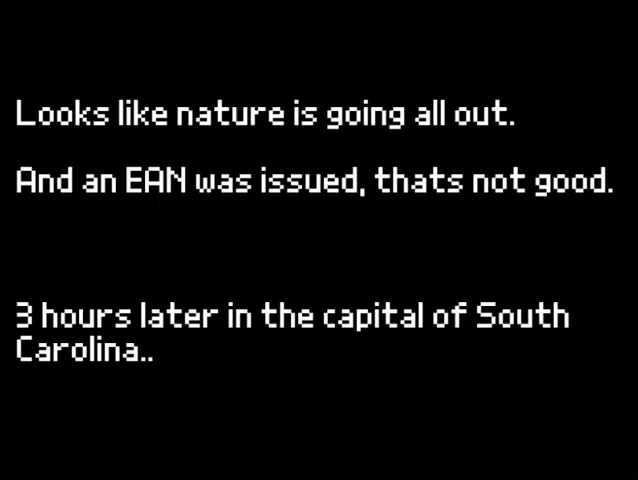 Looks like nature is going all out.
And an EAN was issued, thats not good.
3 hours later in the capital of South
Carolina..